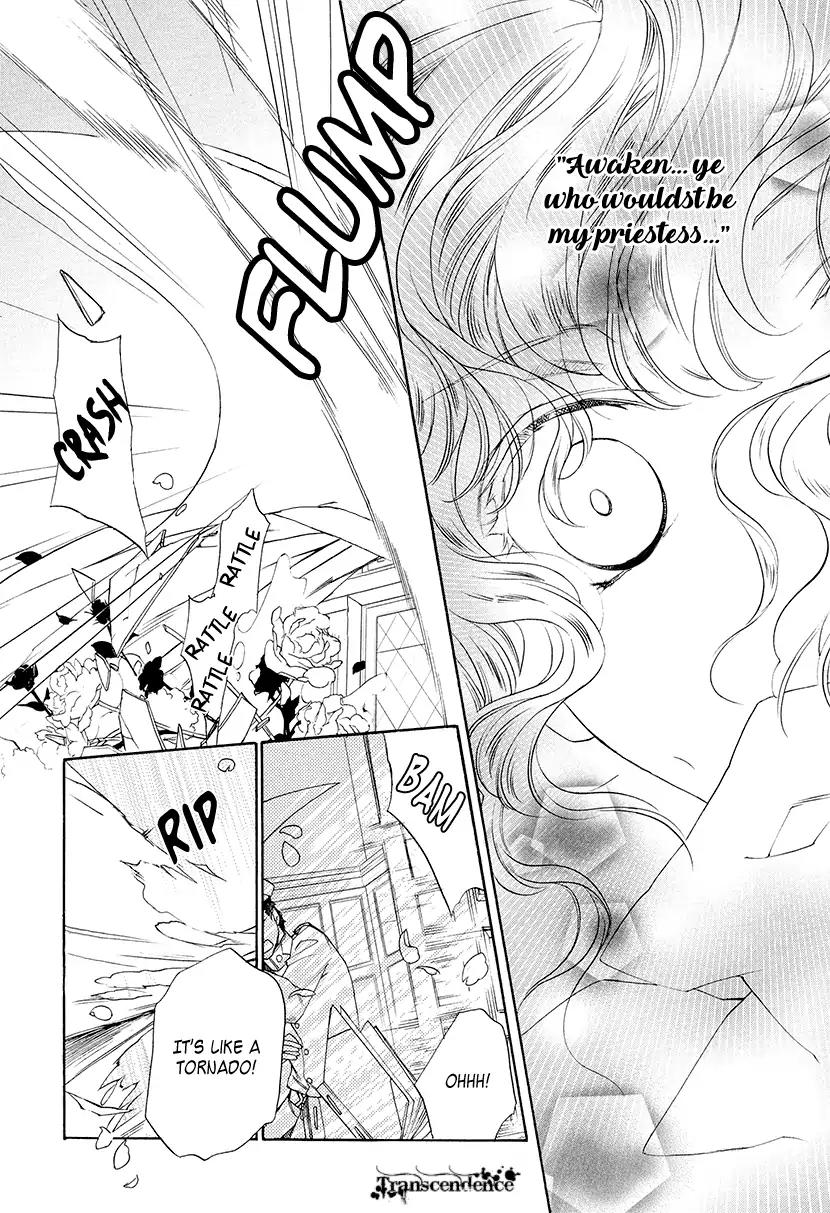 "Awaken... ye
who wouldst be
my priestess..."
FLUMP
CRASH
RATTLE
RATTLE
RATTLE
BAM
OHHH!
RIP
IT'S LIKE A
TORNADO!
Transcendence